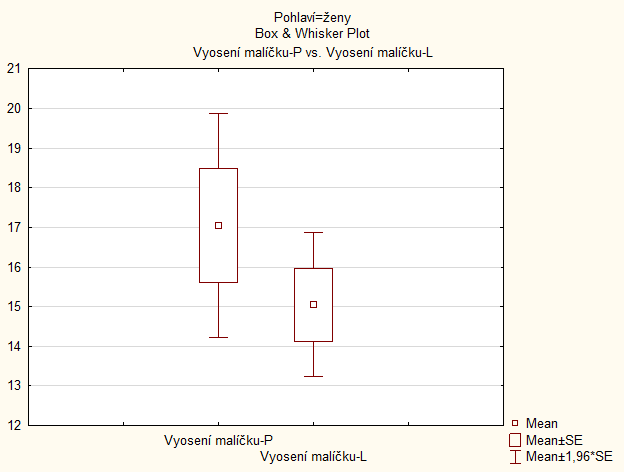 Pohlaví=ženy
Box & Whisker Plot
Vyosení malíčku-P vs. Vyosení malíčku-L
21
20
19
18
17
16
15
14
13
12
Vyosení malíčku-P
Vyosení malíčku-L
Mean
Mean±SE
Mean±1,96*SE